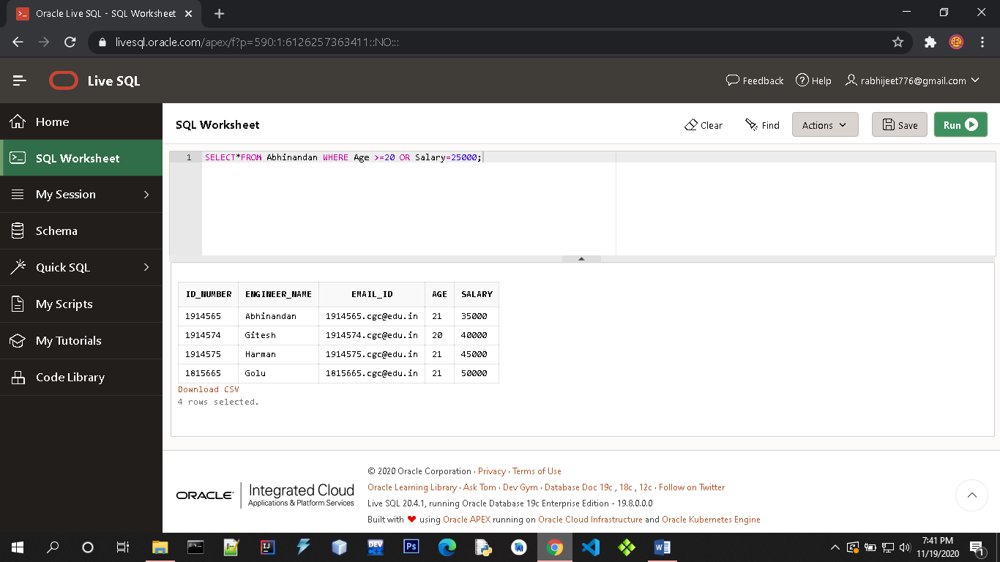 Oracle Live SQL - SQL Worksheet
livesql.oracle.com/apex/f?p=590:1:6126257363411::NO:::
Live SQL
Feedback Help rabhijeet776@gmail.com
Home
SQL Worksheet
My Session
Schema
Quick SQL
My Scripts
My Tutorials
Code Library
SQL Worksheet
Clear Find Actions Save Run
1 SELECT*FROM Abhinandan WHERE Age >=20 OR Salary=25000;
ID_NUMBER ENGINEER_NAME EMAIL_ID AGE SALARY
1914565 Abhinandan 1914565.cgc@edu.in 21 35000
1914574 Gitesh 1914574.cgc@edu.in 20 40000
1914575 Harman 1914575.cgc@edu.in 21 45000
1815665 Golu 1815665.cgc@edu.in 21 50000
Download CSV
4 rows selected.
ORACLE Integrated Cloud
Applications & Platform Services
© 2020 Oracle Corporation · Privacy · Terms of Use
Oracle Learning Library · Ask Tom · Dev Gym · Database Doc 19c , 18c , 12c · Follow on Twitter
Live SQL 20.4.1, running Oracle Database 19c Enterprise Edition - 19.8.0.0.0
Built with ❤ using Oracle APEX running on Oracle Cloud Infrastructure and Oracle Kubernetes Engine
DEV
Ps
7:41 PM
11/19/2020
1